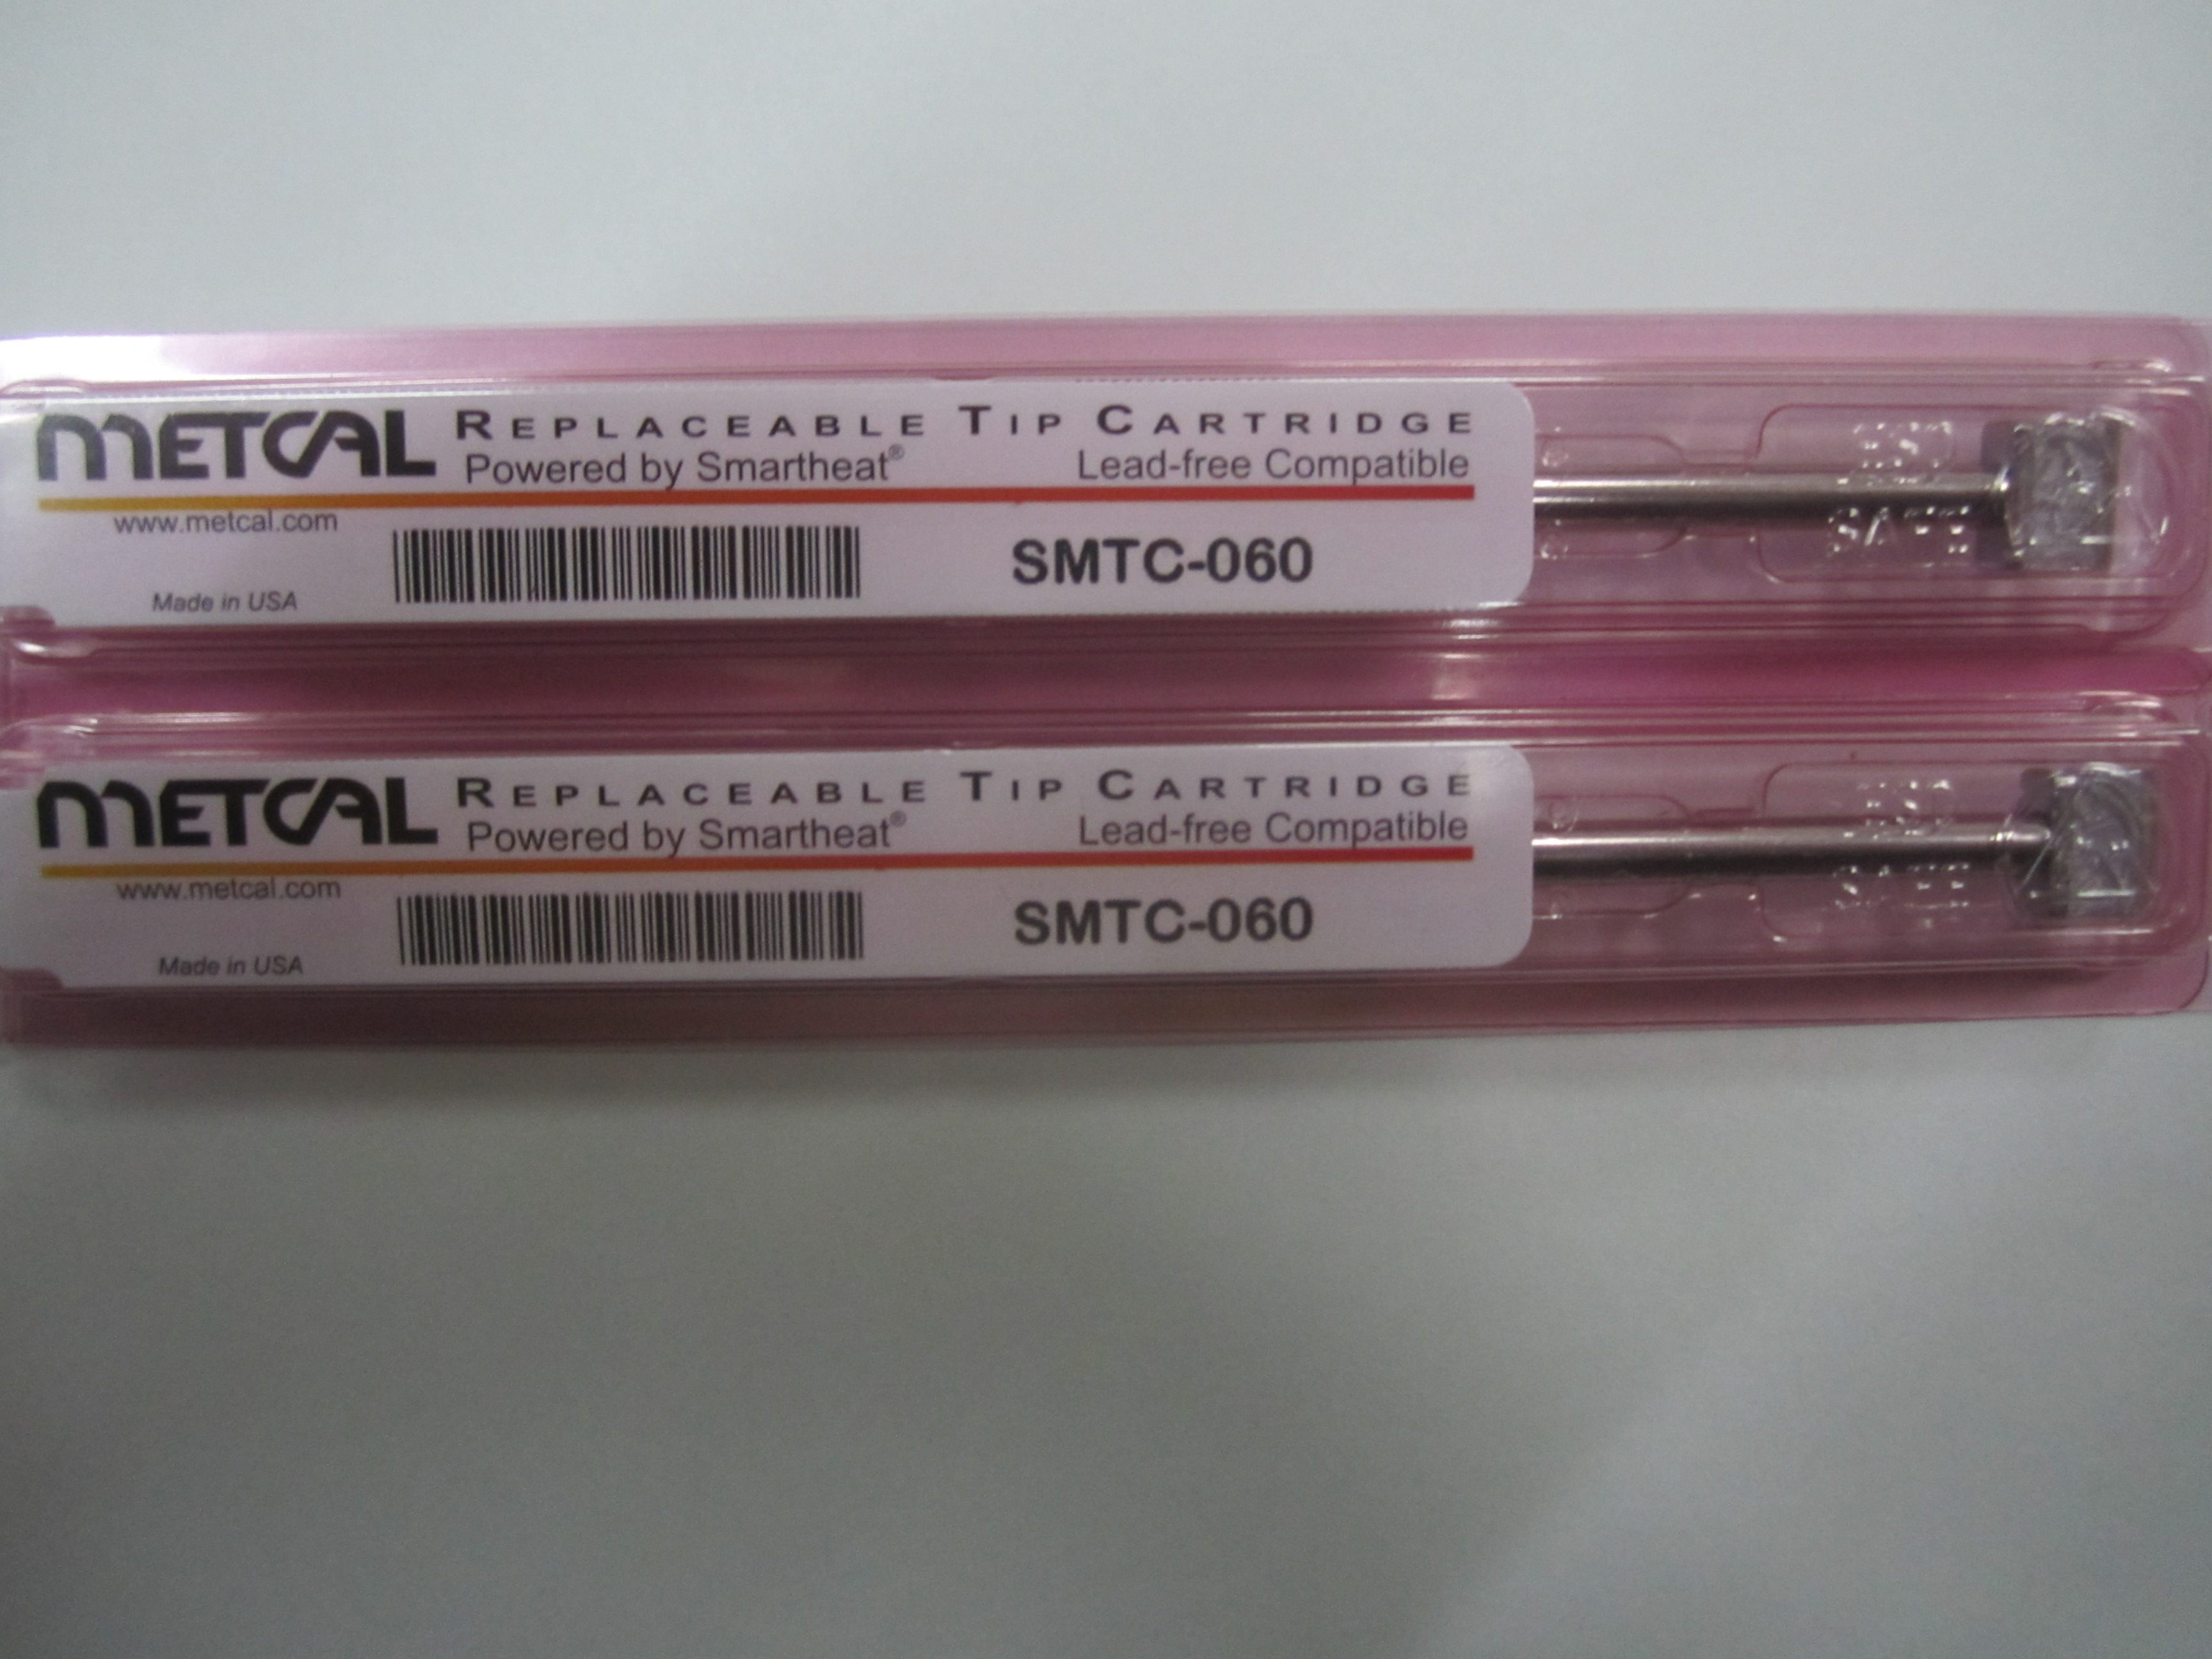 METCAL REPLACEABLE TIP CARTRIDGE
Powered by Smartheat® Lead-free Compatible
www.metcal.com
SMTC-060
Made in USA
METCAL REPLACEABLE TIP CARTRIDGE
Powered by Smartheat® Lead-free Compatible
www.metcal.com
SMTC-060
Made in USA